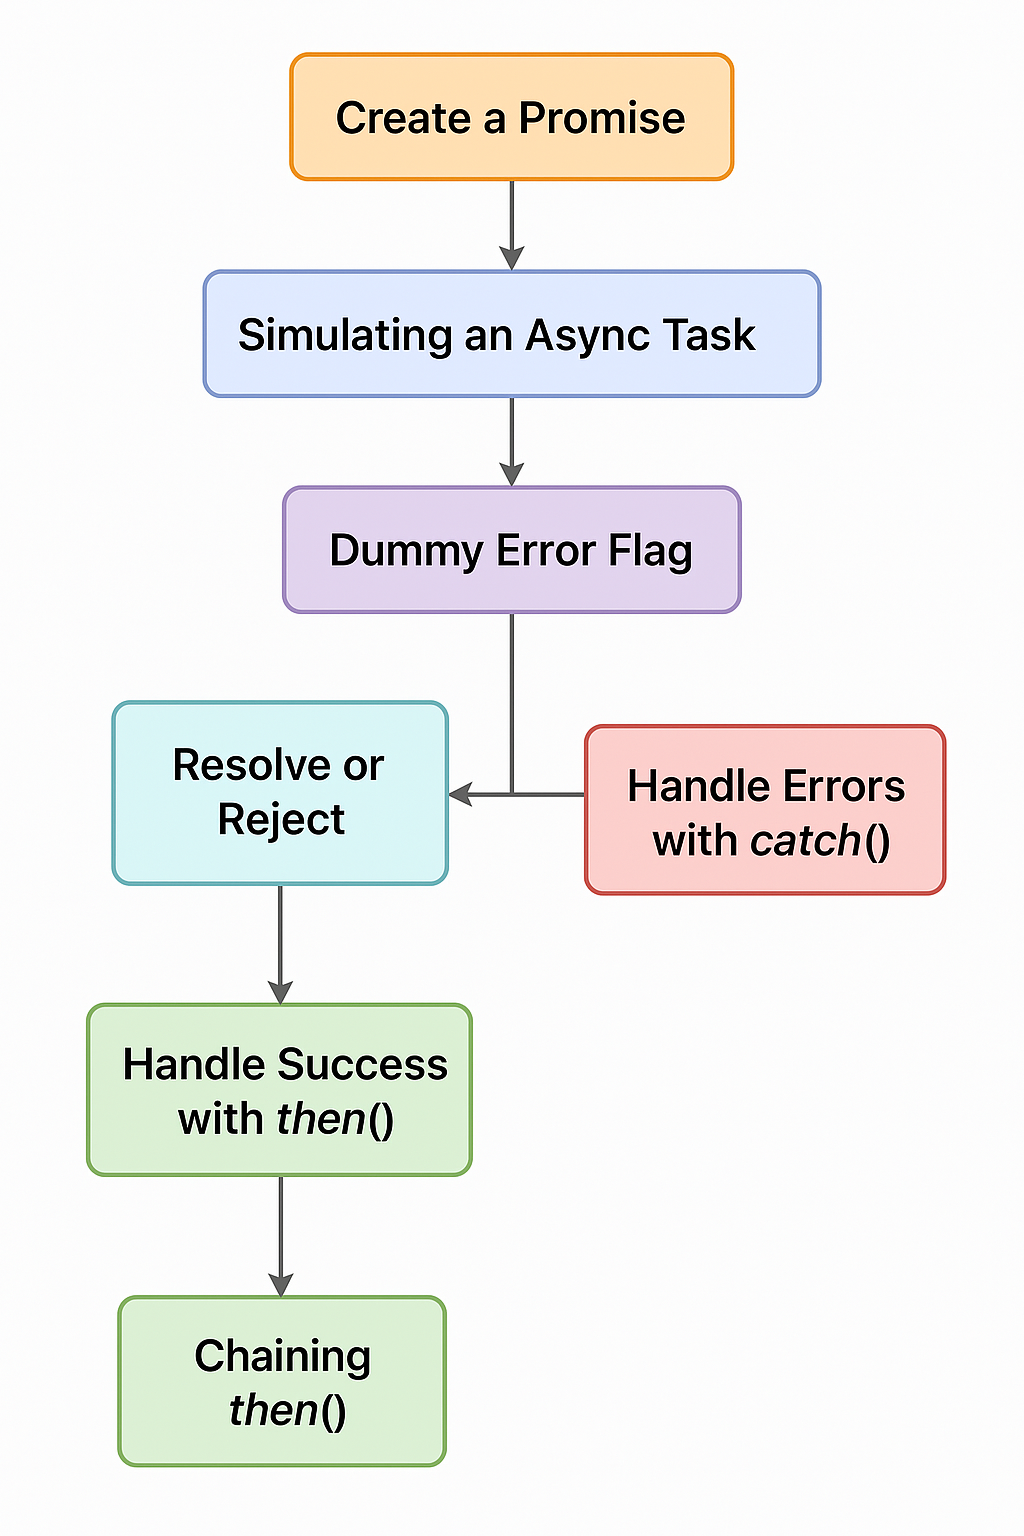 Create a Promise
Simulating an Async Task
Dummy Error Flag
Resolve or
Reject
Handle Errors
with catch()
Handle Success
with then()
Chaining
then()